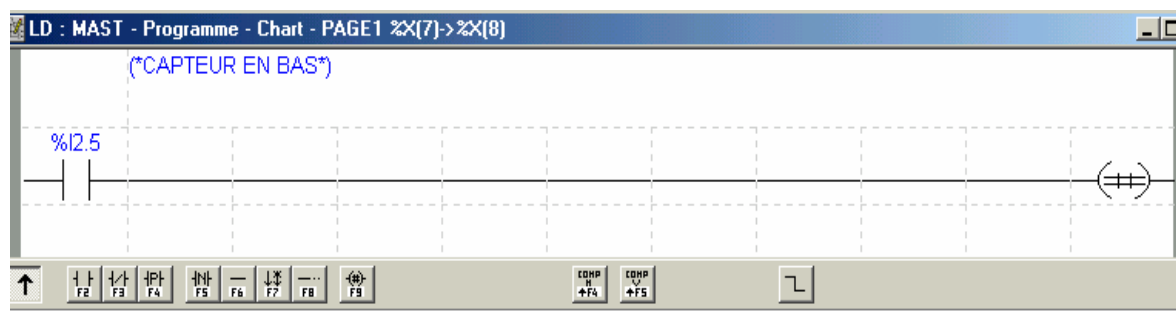 LD : MAST - Programme - Chart - PAGE1 %X(7)->%X(8)
(*CAPTEUR EN BAS*)
%I2.5
F2 F3 P F4 N F5 F6 F7 F8 # F9 COMP H F4 COMP V F5